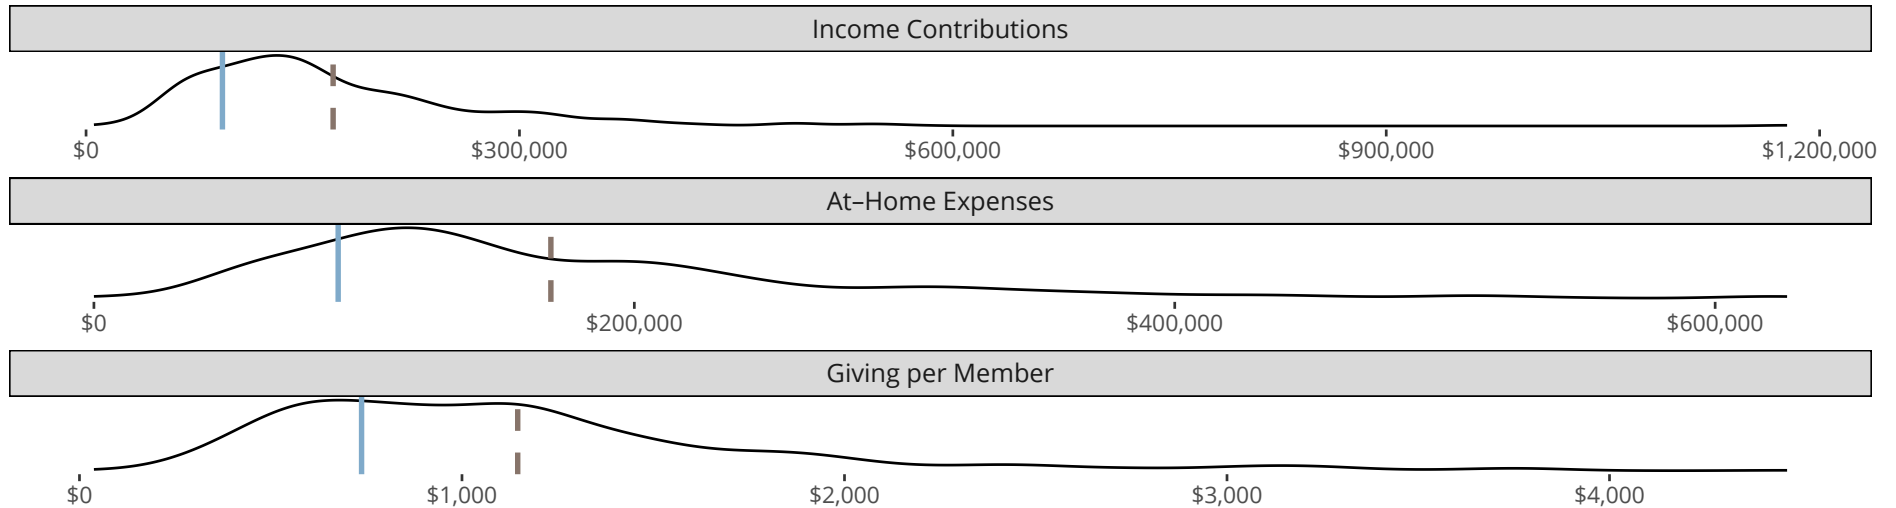 Income Contributions
$0 $300,000 $600,000 $900,000 $1,200,000
At–Home Expenses
$0 $200,000 $400,000 $600,000
Giving per Member
$0 $1,000 $2,000 $3,000 $4,000